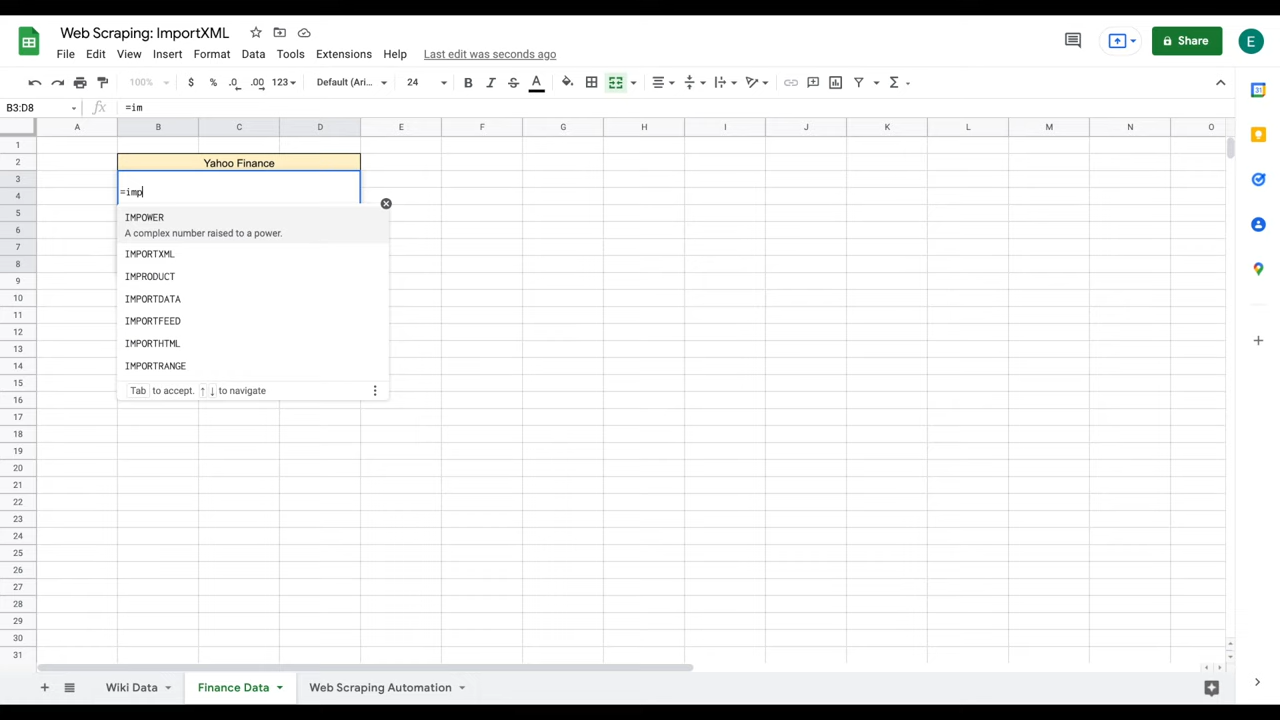 Web Scraping: ImportXML
File Edit View Insert Format Data Tools Extensions Help Last edit was seconds ago
Share
E
100% $ % .0 .00 123 Default (Ari... 24 B I S A Σ
31
B3:D8 fx =im
A B C D E F G H I J K L M N O
1
2 Yahoo Finance
3
=imp
4
5
6
7
8
9
10
11
12
13
14
15
16
17
18
19
20
21
22
23
24
25
26
27
28
29
30
31
IMPOWER
A complex number raised to a power.
IMPORTXML
IMPRODUCT
IMPORTDATA
IMPORTFEED
IMPORTHTML
IMPORTRANGE
Tab to accept. ↑ ↓ to navigate
Wiki Data Finance Data Web Scraping Automation